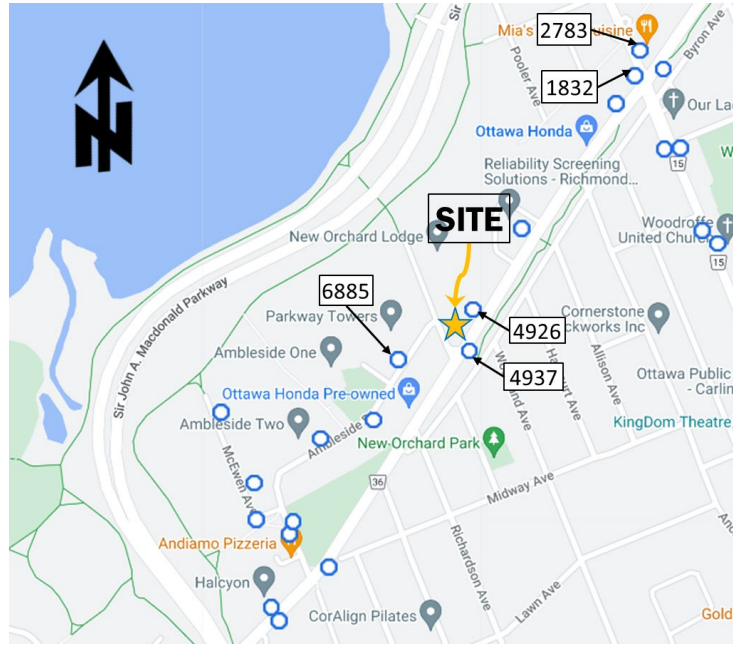 Sir
Mia's
2783
uisine
Byron Ave
Pooler Ave
1832
N
Our La
Ottawa Honda
W
15
Reliability Screening
Solutions - Richmond...
SITE
Woodroffe
United Church
New Orchard Lodge
15
Sir John A. Macdonald Parkway
6885
Parkway Towers
Cornerstone
ckworks Inc
4926
Ambleside One
4937
Allison Ave
Ottawa Public
- Carlin
Ottawa Honda Pre-owned
KingDom Theatre
Ambleside Two
Ambleside
New Orchard Park
McEwen Ave
36
Midway Ave
Andiamo Pizzeria
Richardson Ave
Halcyon
Lawn Ave
CorAlign Pilates
Gold